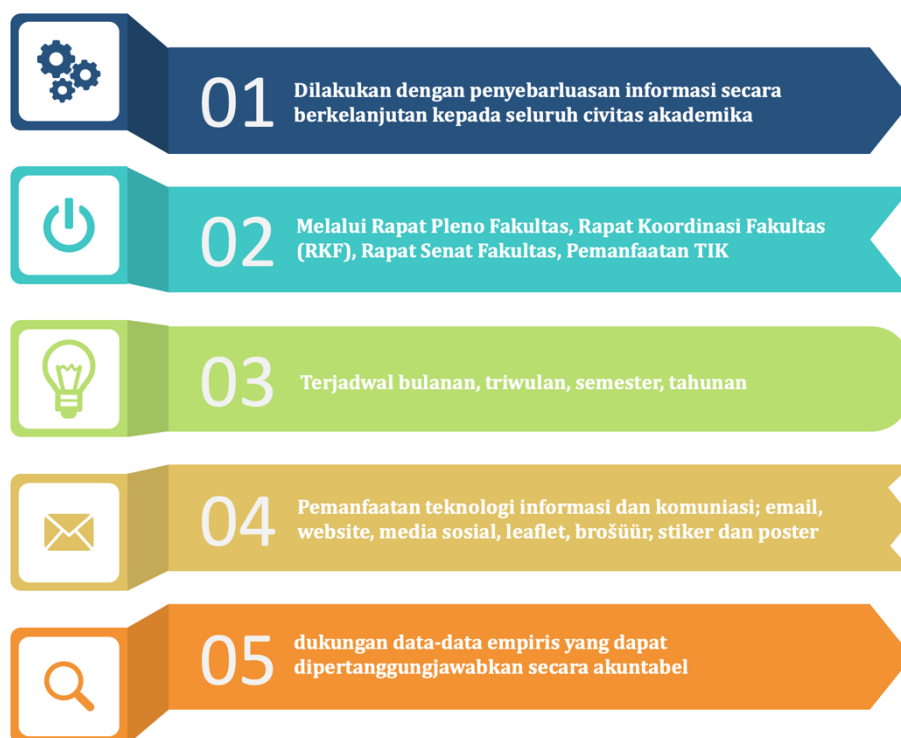 01
Dilakukan dengan penyebarluasan informasi secara
berkelanjutan kepada seluruh civitas akademika
02
Melalui Rapat Pleno Fakultas, Rapat Koordinasi Fakultas
(RKF), Rapat Senat Fakultas, Pemanfaatan TIK
03
Terjadwal bulanan, triwulan, semester, tahunan
04
Pemanfaatan teknologi informasi dan komuniasi; email,
website, media sosial, leaflet, brošüür, stiker dan poster
05
dukungan data-data empiris yang dapat
dipertanggungjawabkan secara akuntabel